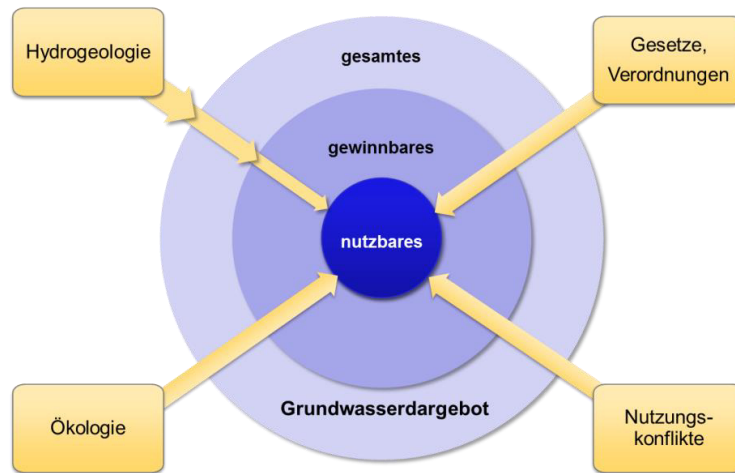 Hydrogeologie
gesamtes
Gesetze,
Verordnungen
gewinnbares
nutzbares
Ökologie
Grundwasserdargebot
Nutzungs-
konflikte